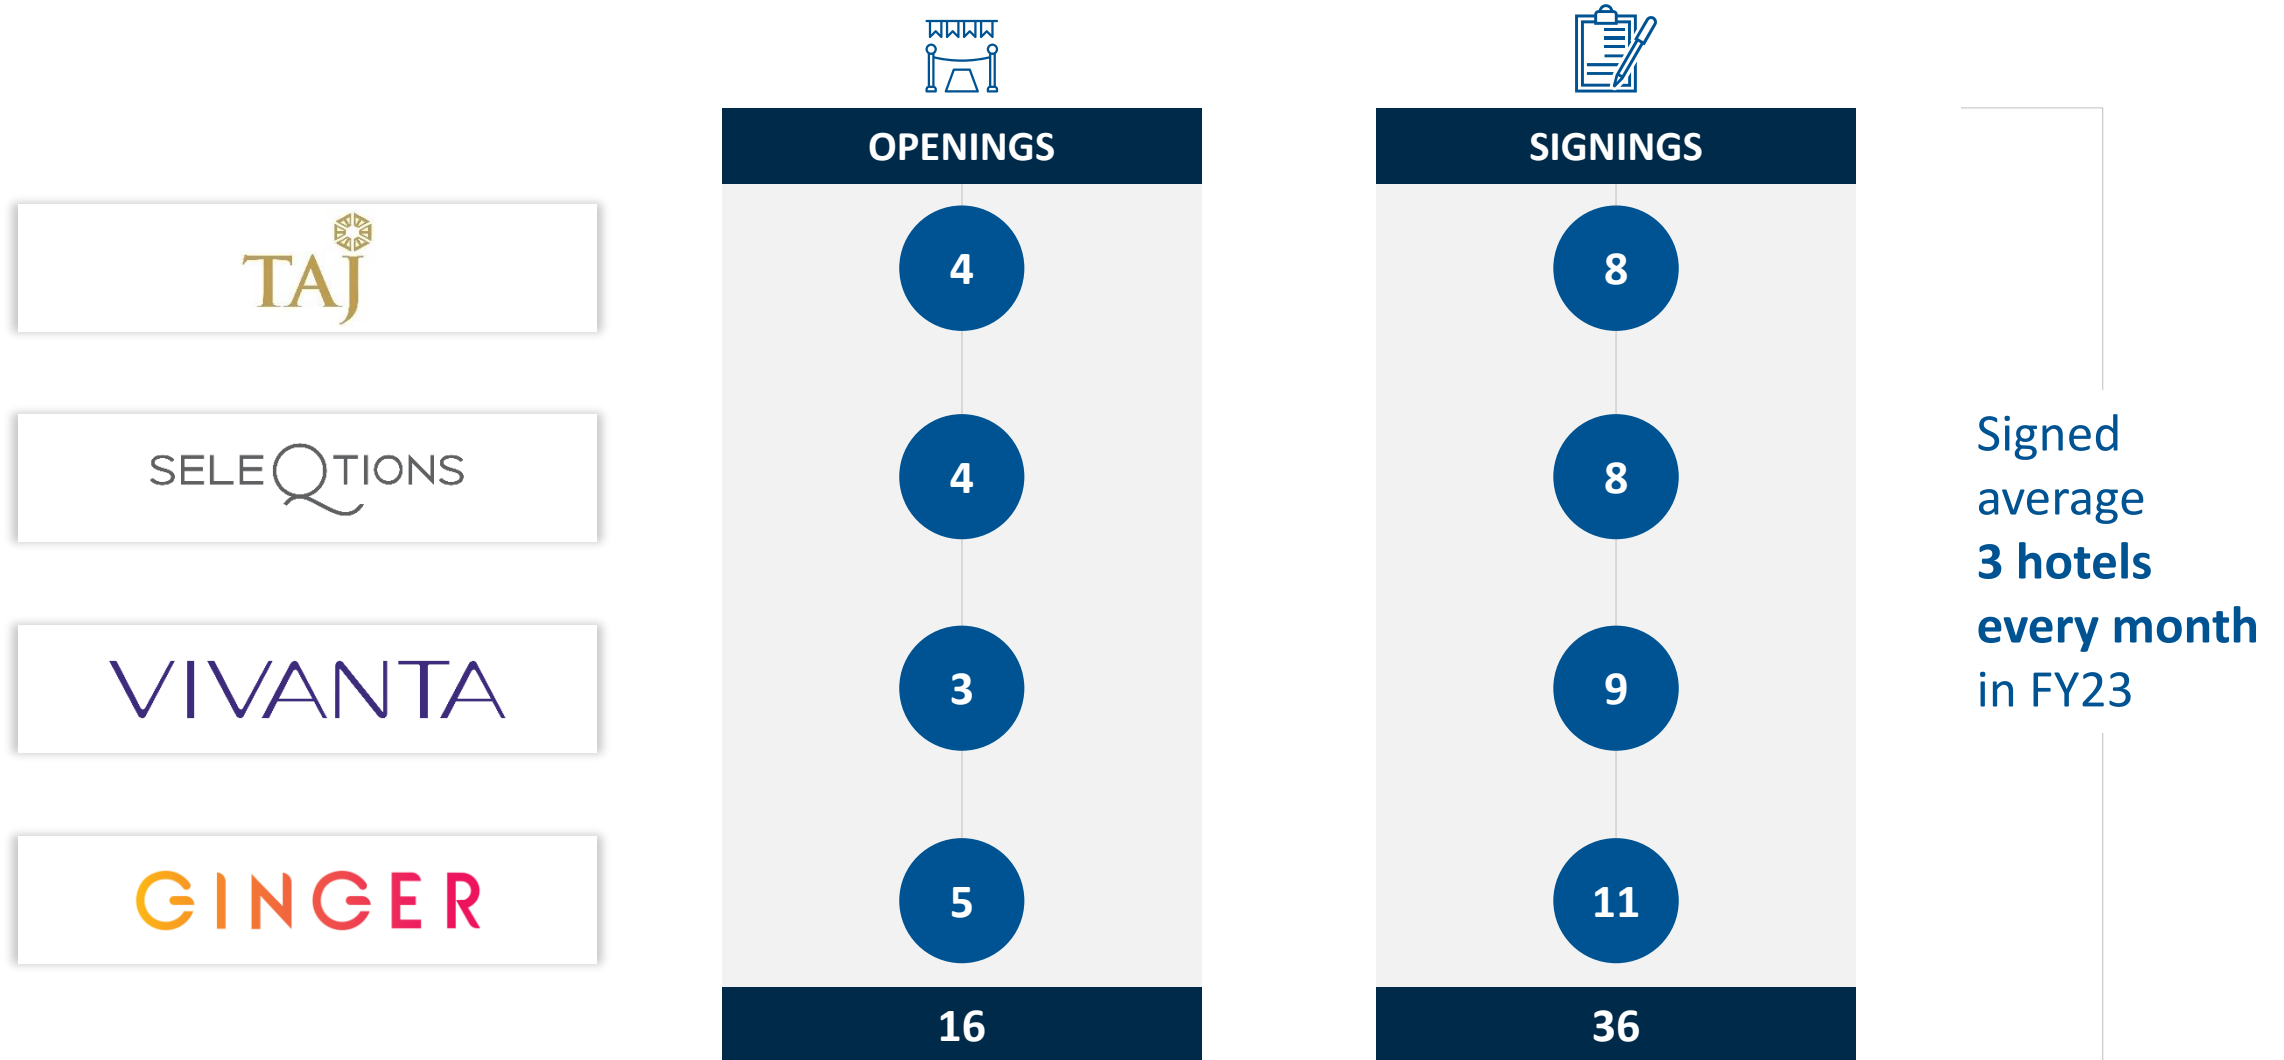 OPENINGS
SIGNINGS
TAJ
4
8
SELEQTIONS
4
8
VIVANTA
3
9
GINGER
5
11
16
36
Signed
average
3 hotels
every month
in FY23